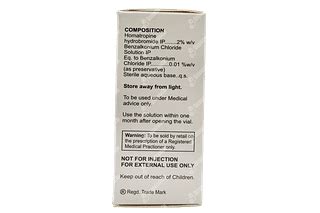 COMPOSITION
Homatropine
hydrobromide IP.......2% w/v
Benzalkonium Chloride
Solution IP
Eq. to Benzalkonium
Chloride IP.........0.01 %w/v
(as preservative)
Sterile aqueous base..q.s.
Store away from light.
To be used under Medical
advice only.
Use the solution within one
month after opening the vial.
Warning: To be sold by retail on
the prescription of a Registered
Medical Practitioner only.
NOT FOR INJECTION
FOR EXTERNAL USE ONLY
Keep out of reach of Children.
® Regd. Trade Mark